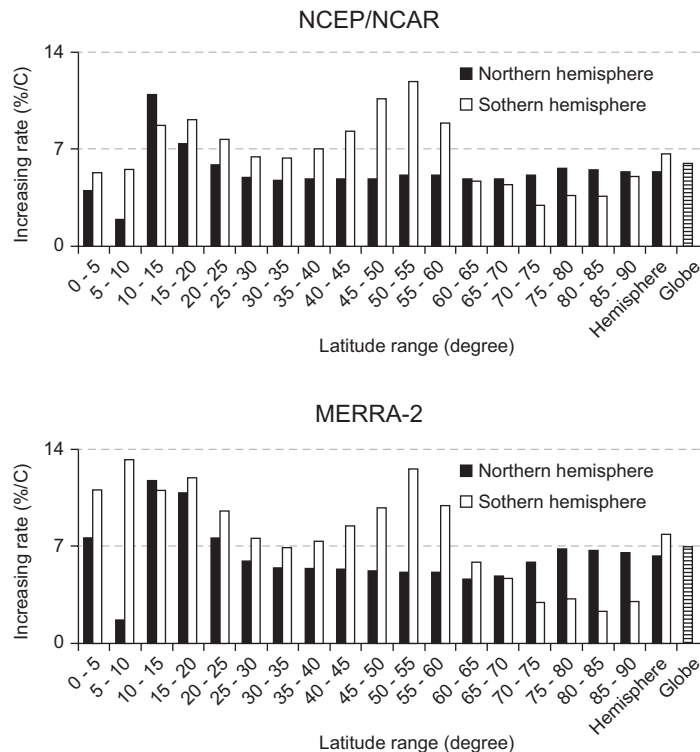 NCEP/NCAR
14
7
0
Increasing rate (%/C)
Northern hemisphere
Sothern hemisphere
0 - 5
5 - 10
10 - 15
15 - 20
20 - 25
25 - 30
30 - 35
35 - 40
40 - 45
45 - 50
50 - 55
55 - 60
60 - 65
65 - 70
70 - 75
75 - 80
80 - 85
85 - 90
Hemisphere
Globe
Latitude range (degree)
MERRA-2
14
7
0
Increasing rate (%/C)
Northern hemisphere
Sothern hemisphere
0 - 5
5 - 10
10 - 15
15 - 20
20 - 25
25 - 30
30 - 35
35 - 40
40 - 45
45 - 50
50 - 55
55 - 60
60 - 65
65 - 70
70 - 75
75 - 80
80 - 85
85 - 90
Hemisphere
Globe
Latitude range (degree)